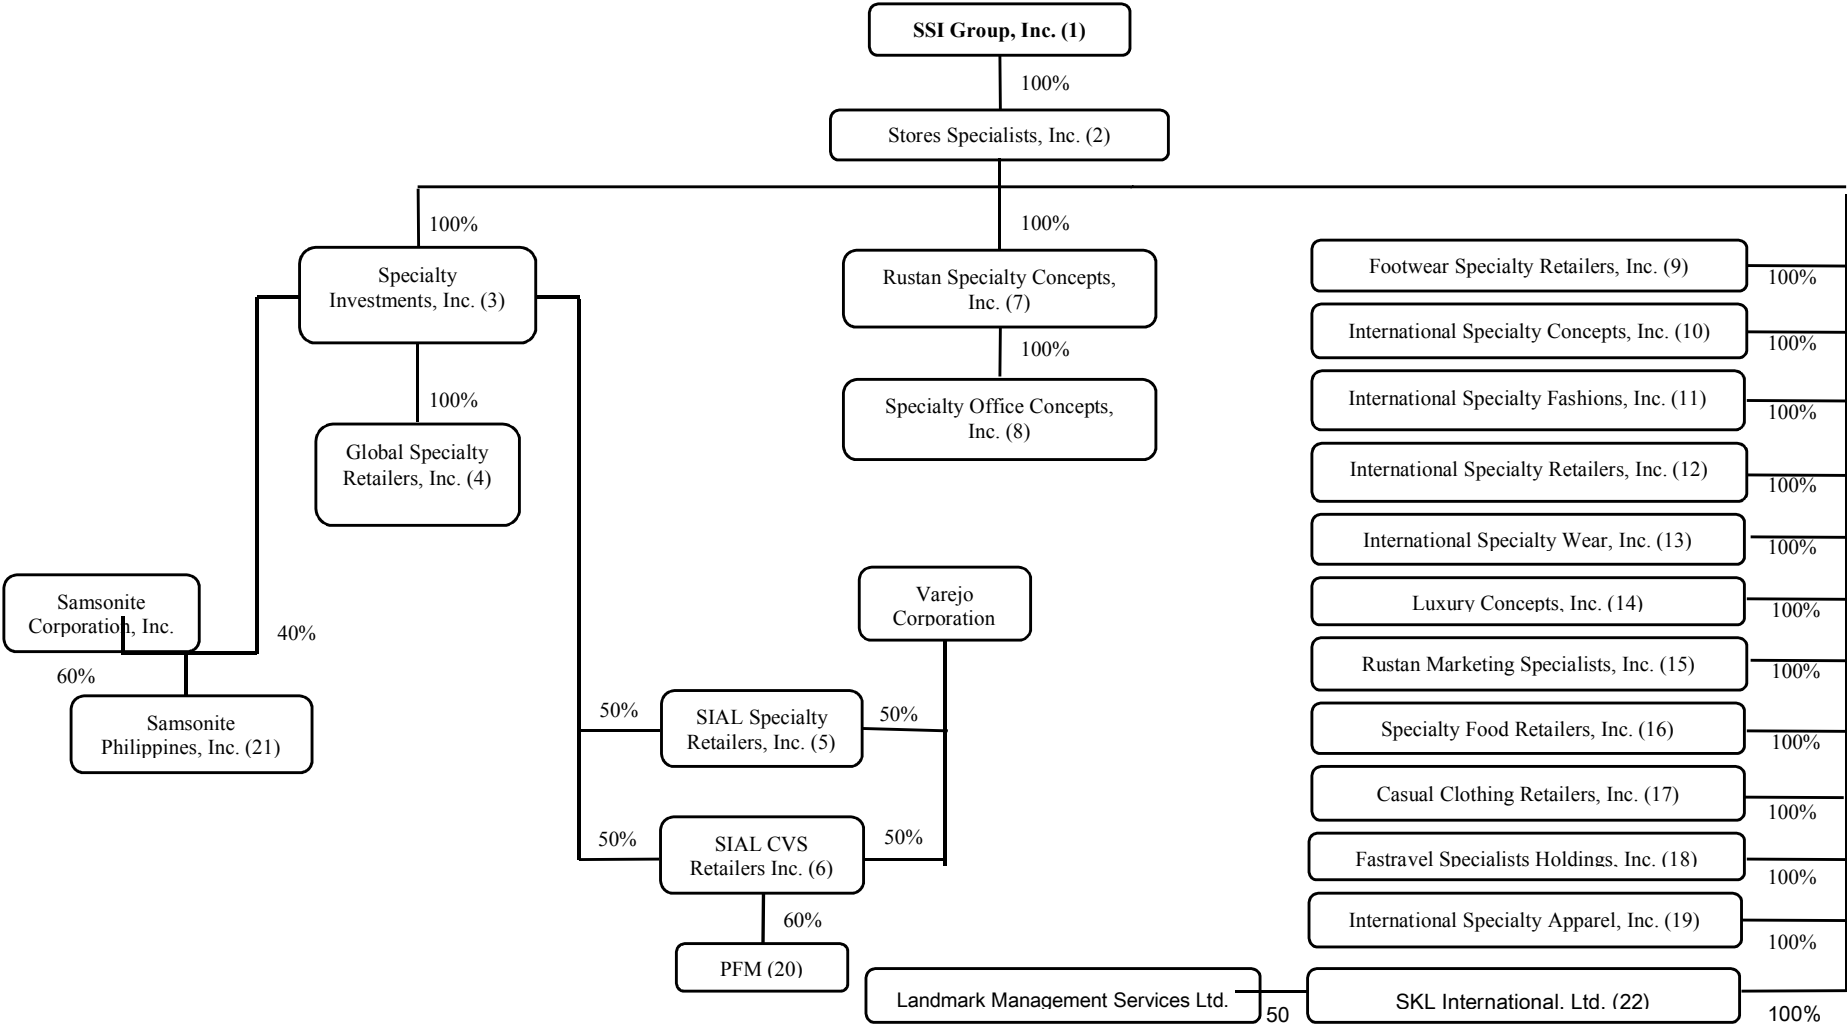 SSI Group, Inc. (1)
100%
Stores Specialists, Inc. (2)
100%
Specialty
Investments, Inc. (3)
100%
Global Specialty
Retailers, Inc. (4)
Samsonite
Corporation, Inc.
40%
60%
Samsonite
Philippines, Inc. (21)
100%
Rustan Specialty Concepts,
Inc. (7)
100%
Specialty Office Concepts,
Inc. (8)
Varejo
Corporation
50%
SIAL Specialty
Retailers, Inc. (5)
50%
50%
SIAL CVS
Retailers Inc. (6)
50%
60%
PFM (20)
Footwear Specialty Retailers, Inc. (9)
100%
International Specialty Concepts, Inc. (10)
100%
International Specialty Fashions, Inc. (11)
100%
International Specialty Retailers, Inc. (12)
100%
International Specialty Wear, Inc. (13)
100%
Luxury Concepts, Inc. (14)
100%
Rustan Marketing Specialists, Inc. (15)
100%
Specialty Food Retailers, Inc. (16)
100%
Casual Clothing Retailers, Inc. (17)
100%
Fastravel Specialists Holdings, Inc. (18)
100%
International Specialty Apparel, Inc. (19)
100%
Landmark Management Services Ltd.
50
SKL International. Ltd. (22)
100%